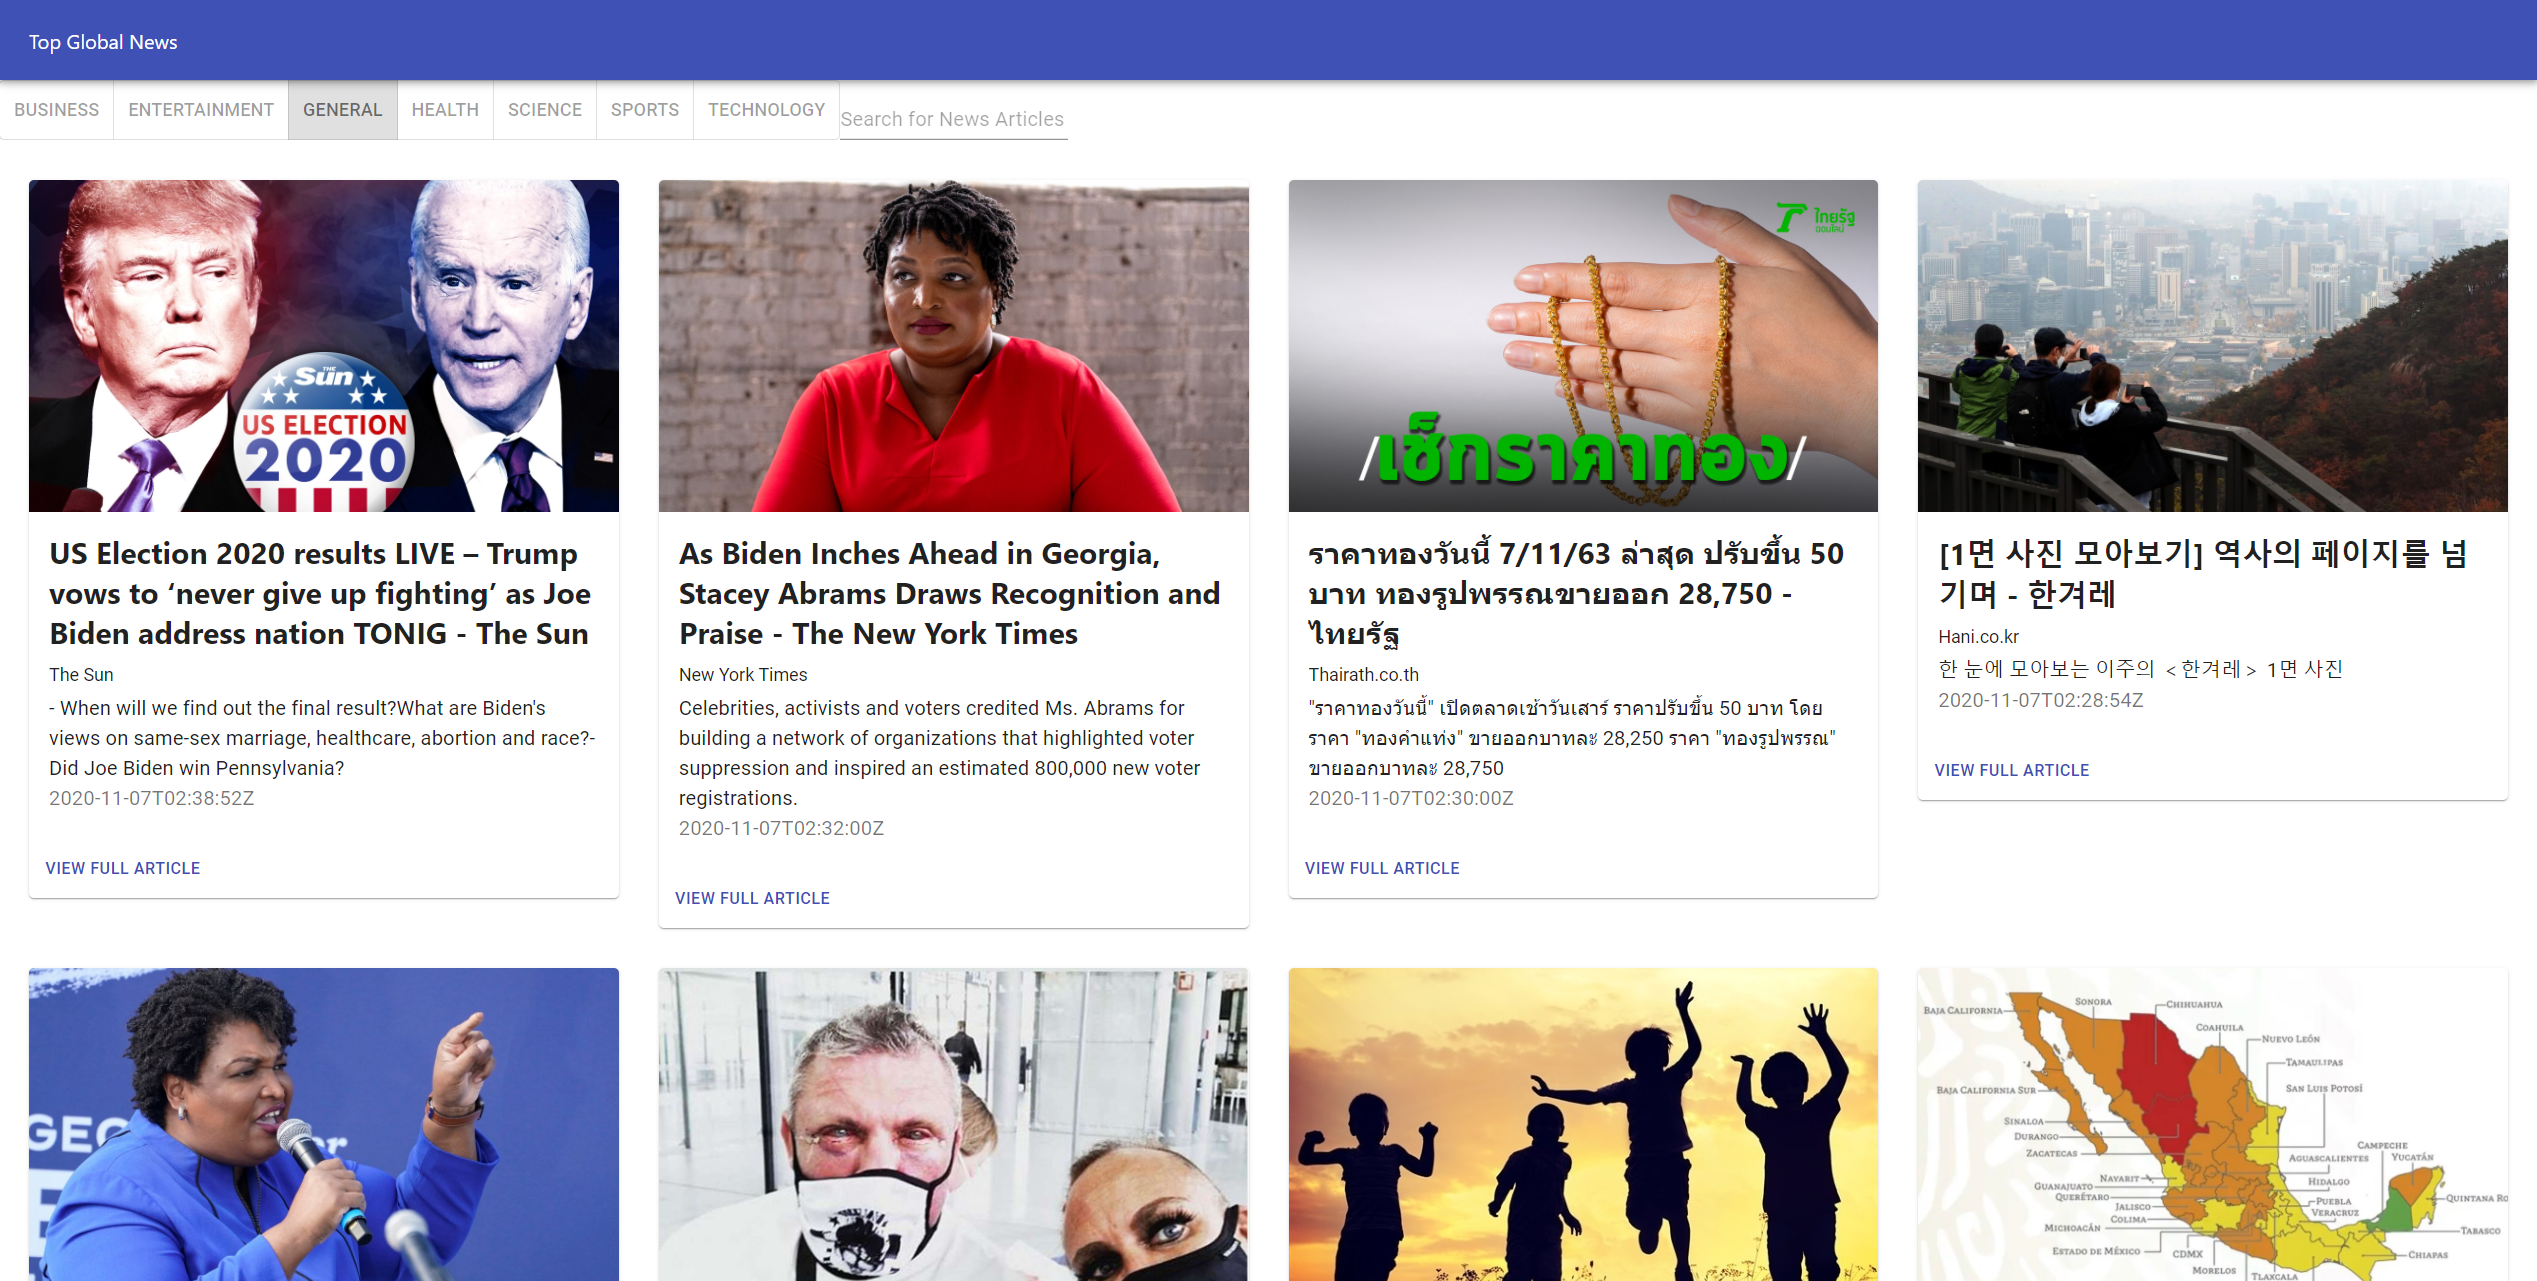 Top Global News
BUSINESS
ENTERTAINMENT
GENERAL
HEALTH
SCIENCE
SPORTS
TECHNOLOGY
Search for News Articles
THE Sun
US ELECTION
2020
US Election 2020 results LIVE – Trump
vows to ‘never give up fighting’ as Joe
Biden address nation TONIG - The Sun
The Sun
- When will we find out the final result?What are Biden's
views on same-sex marriage, healthcare, abortion and race?-
Did Joe Biden win Pennsylvania?
2020-11-07T02:38:52Z
VIEW FULL ARTICLE
As Biden Inches Ahead in Georgia,
Stacey Abrams Draws Recognition and
Praise - The New York Times
New York Times
Celebrities, activists and voters credited Ms. Abrams for
building a network of organizations that highlighted voter
suppression and inspired an estimated 800,000 new voter
registrations.
2020-11-07T02:32:00Z
VIEW FULL ARTICLE
ไทยรัฐ
ออนไลน์
/เช็กราคาทอง/
ราคาทองวันนี้ 7/11/63 ล่าสุด ปรับขึ้น 50
บาท ทองรูปพรรณขายออก 28,750 -
ไทยรัฐ
Thairath.co.th
"ราคาทองวันนี้" เปิดตลาดเช้าวันเสาร์ ราคาปรับขึ้น 50 บาท โดย
ราคา "ทองคำแท่ง" ขายออกบาทละ 28,250 ราคา "ทองรูปพรรณ"
ขายออกบาทละ 28,750
2020-11-07T02:30:00Z
VIEW FULL ARTICLE
[1면 사진 모아보기] 역사의 페이지를 넘
기며 - 한겨레
Hani.co.kr
한 눈에 모아보는 이주의 <한겨레> 1면 사진
2020-11-07T02:28:54Z
VIEW FULL ARTICLE
GEO
BAJA CALIFORNIA
SONORA
CHIHUAHUA
COAHUILA
NUEVO LEÓN
TAMAULIPAS
SAN LUIS POTOSÍ
BAJA CALIFORNIA SUR
SINALOA
DURANGO
ZACATECAS
CAMPECHE
AGUASCALIENTES
YUCATÁN
NAYARIT
HIDALGO
GUANAJUATO
QUERÉTARO
PUEBLA
QUINTANA RO
JALISCO
VERACRUZ
COLIMA
MICHOACÁN
TABASCO
ESTADO DE MÉXICO
CDMX
CHIAPAS
MORELOS
TLAXCALA